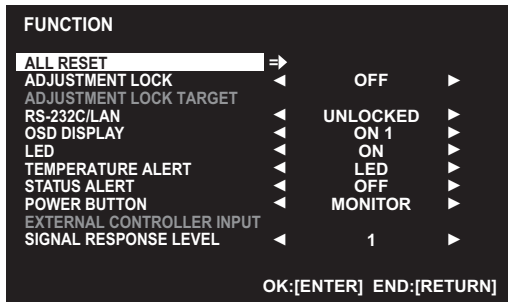 FUNCTION
ALL RESET
ADJUSTMENT LOCK OFF
ADJUSTMENT LOCK TARGET
RS-232C/LAN UNLOCKED
OSD DISPLAY ON 1
LED ON
TEMPERATURE ALERT LED
STATUS ALERT OFF
POWER BUTTON MONITOR
EXTERNAL CONTROLLER INPUT
SIGNAL RESPONSE LEVEL 1
OK:[ENTER] END:[RETURN]